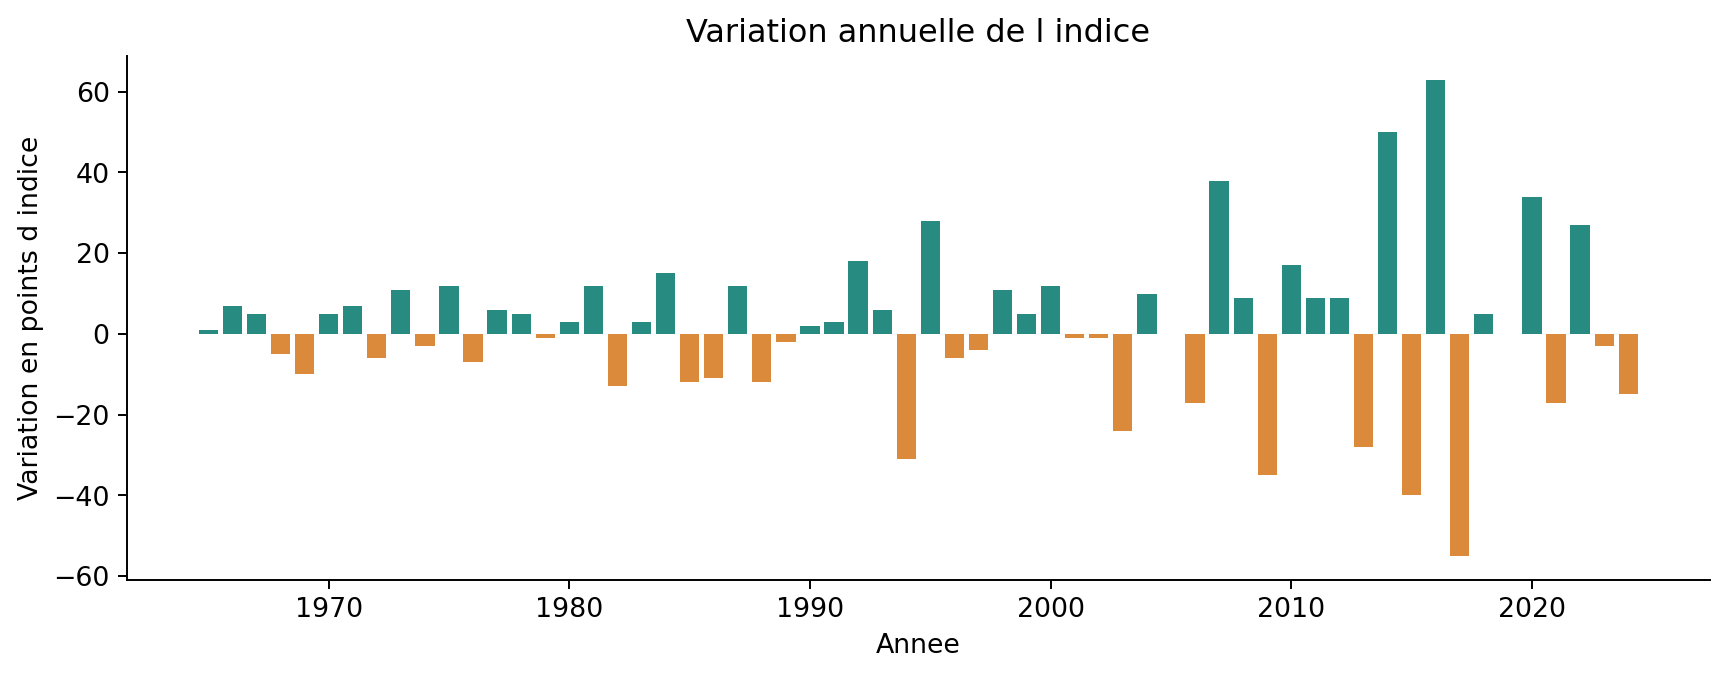 Variation annuelle de l indice
Variation en points d indice
60
40
20
0
−20
−40
−60
1970 1980 1990 2000 2010 2020
Annee